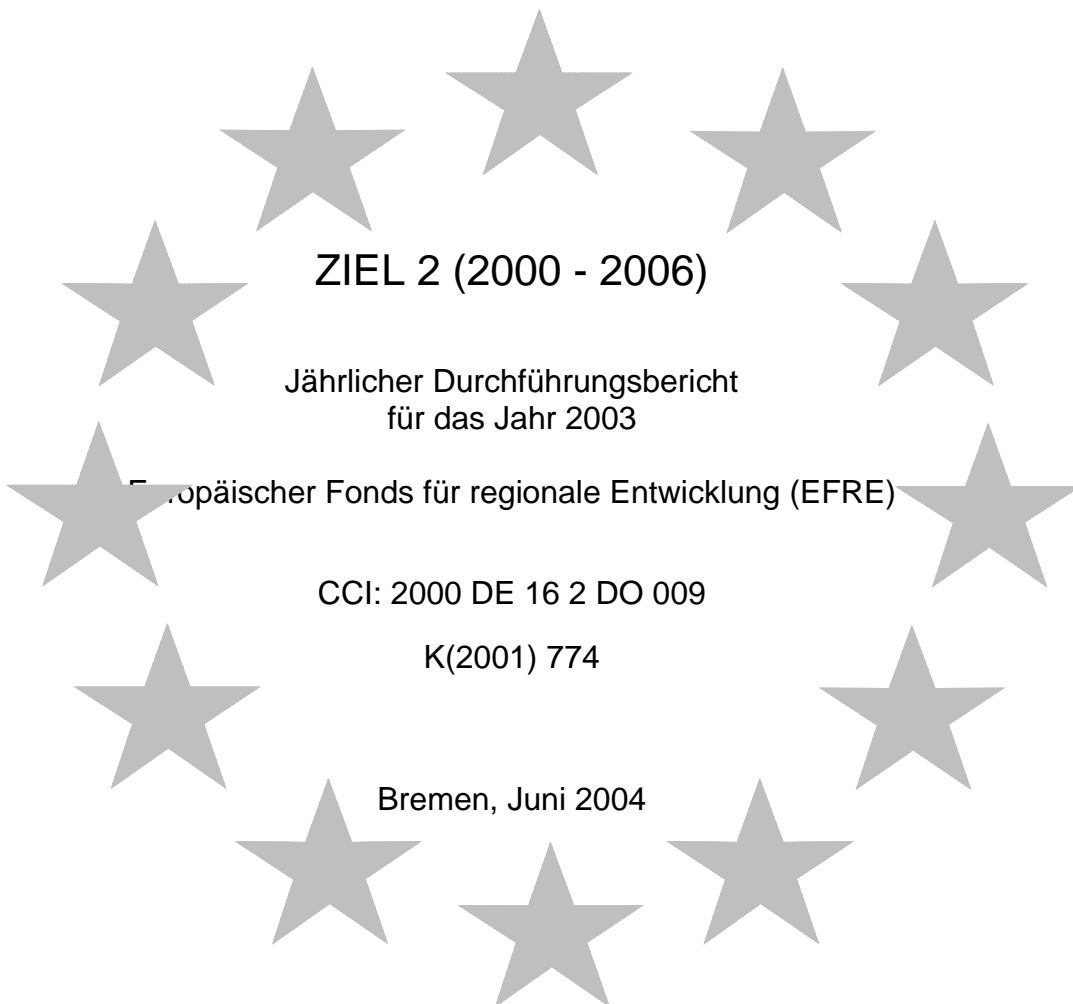 ZIEL 2 (2000 - 2006)
Jährlicher Durchführungsbericht
für das Jahr 2003
Europäischer Fonds für regionale Entwicklung (EFRE)
CCI: 2000 DE 16 2 DO 009
K(2001) 774
Bremen, Juni 2004